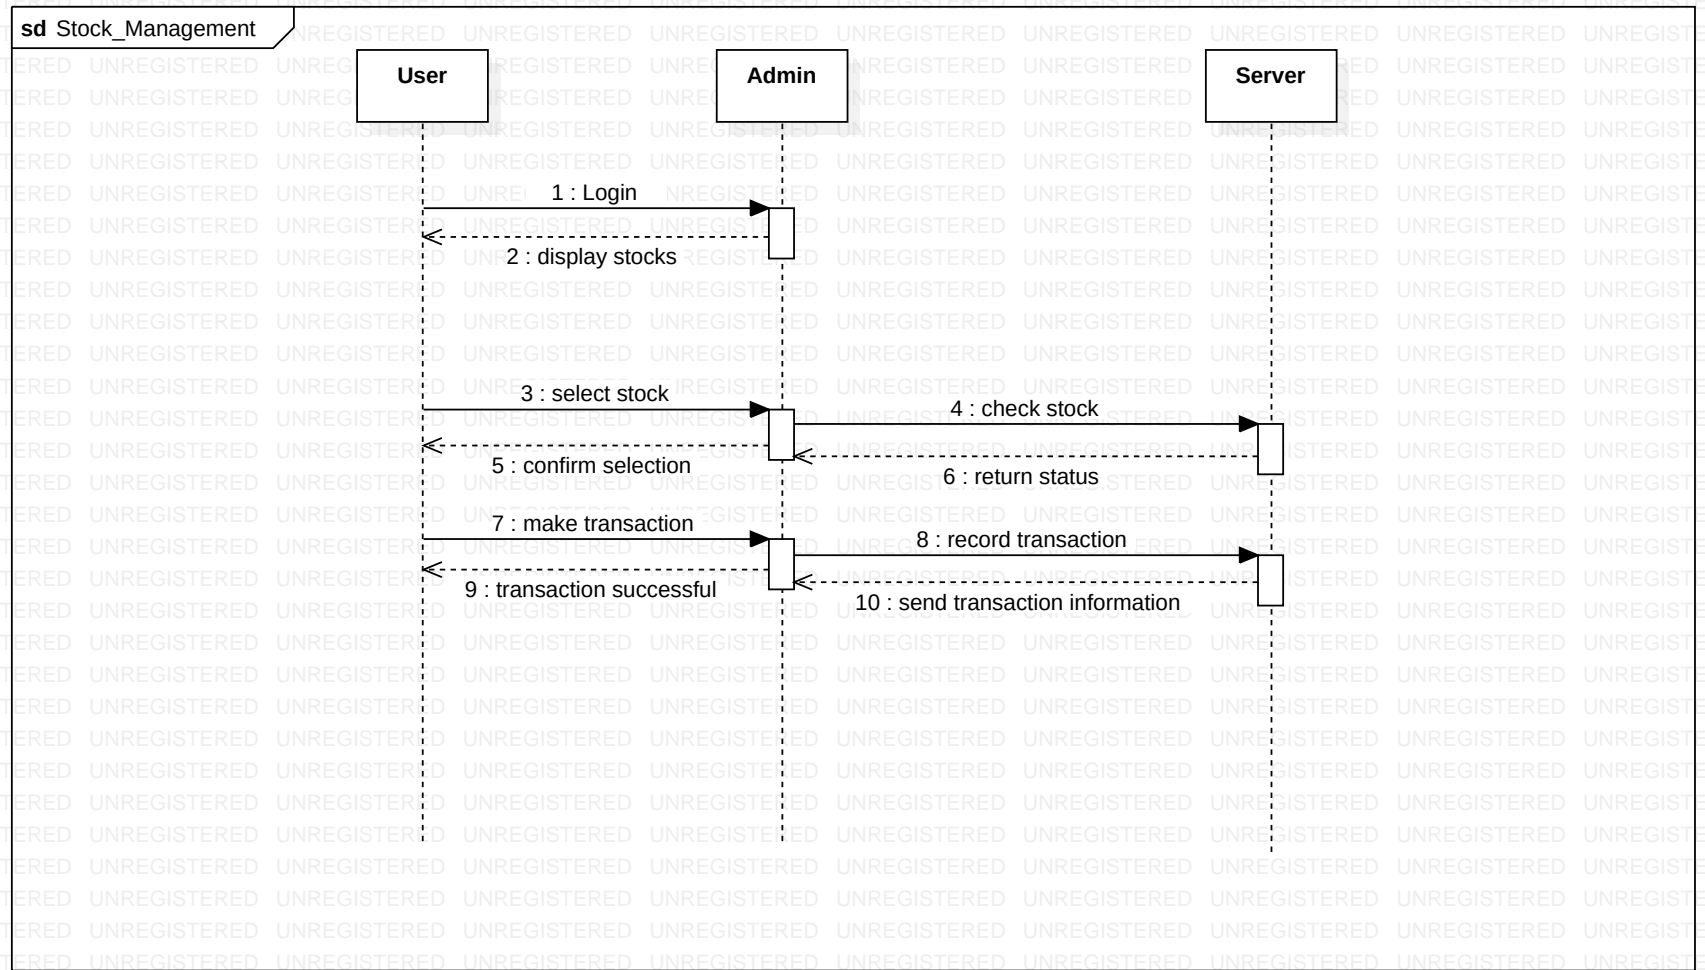 sd Stock_Management
User
Admin
Server
1 : Login
2 : display stocks
3 : select stock
4 : check stock
5 : confirm selection
6 : return status
7 : make transaction
8 : record transaction
9 : transaction successful
10 : send transaction information
UNREGISTERED